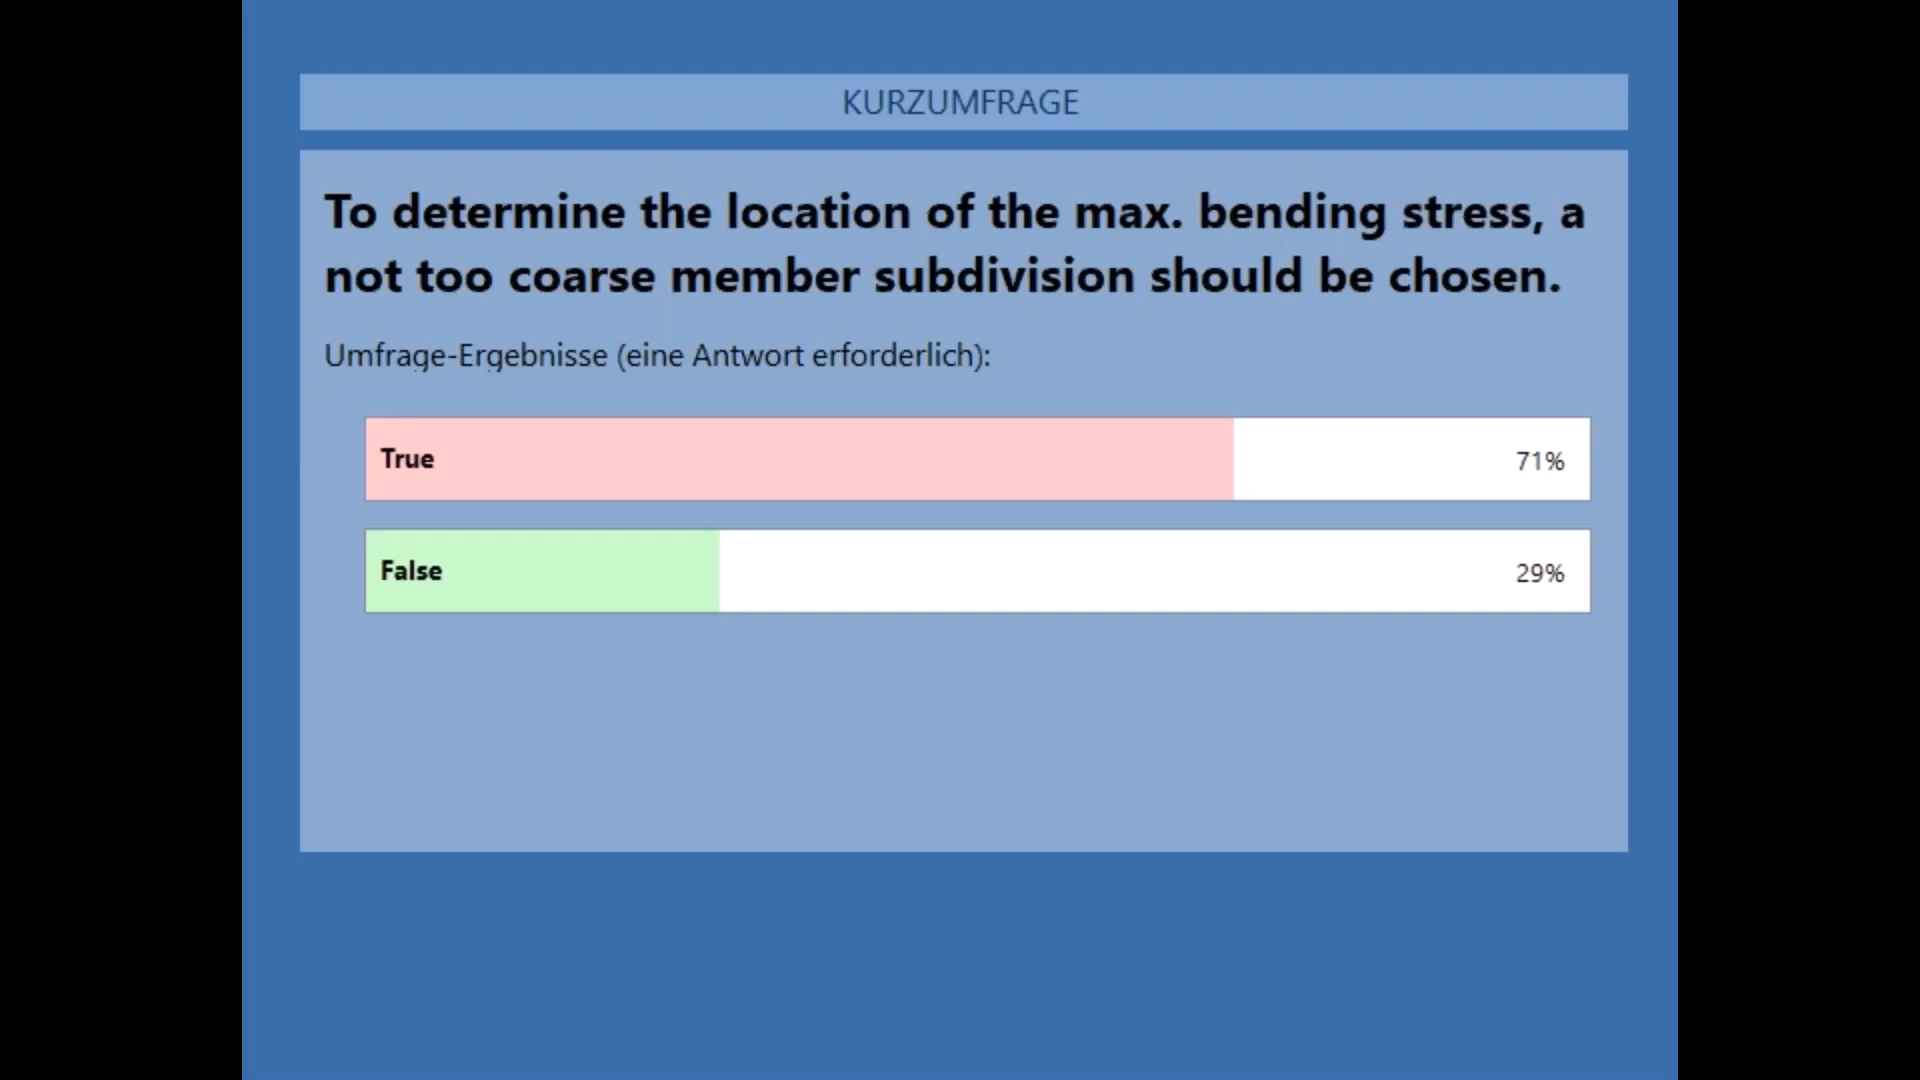 KURZUMFRAGE
To determine the location of the max. bending stress, a
not too coarse member subdivision should be chosen.
Umfrage-Ergebnisse (eine Antwort erforderlich):
True 71%
False 29%